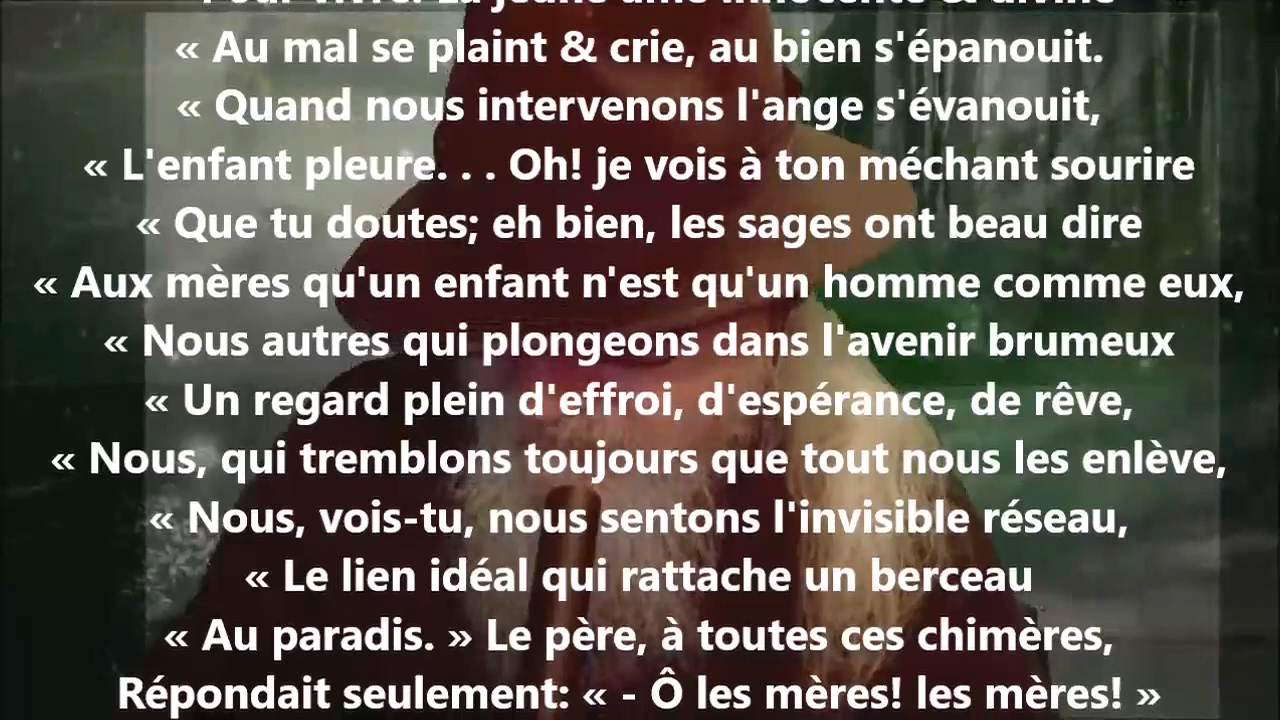 « Au mal se plaint & crie, au bien s'épanouit.
« Quand nous intervenons l'ange s'évanouit,
« L'enfant pleure. . . Oh! je vois à ton méchant sourire
« Que tu doutes; eh bien, les sages ont beau dire
« Aux mères qu'un enfant n'est qu'un homme comme eux,
« Nous autres qui plongeons dans l'avenir brumeux
« Un regard plein d'effroi, d'espérance, de rêve,
« Nous, qui tremblons toujours que tout nous les enlève,
« Nous, vois-tu, nous sentons l'invisible réseau,
« Le lien idéal qui rattache un berceau
« Au paradis. » Le père, à toutes ces chimères,
Répondait seulement: « - Ô les mères! les mères! »